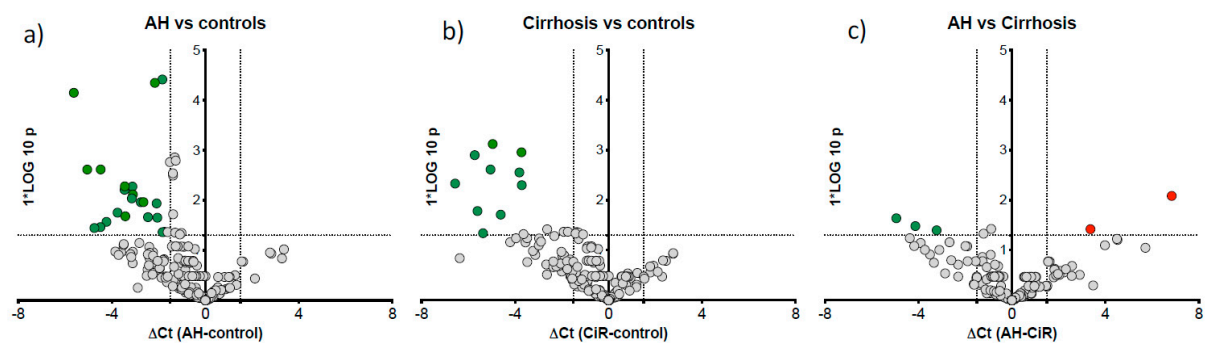 a)
AH vs controls
5
4
3
2
1
-8
-4
0
4
8
1*LOG 10 p
ΔCt (AH-control)
b)
Cirrhosis vs controls
5
4
3
2
1
-8
-4
0
4
8
1*LOG 10 p
ΔCt (CiR-control)
c)
AH vs Cirrhosis
5
4
3
2
1
-8
-4
0
4
8
1*LOG 10 p
ΔCt (AH-CiR)